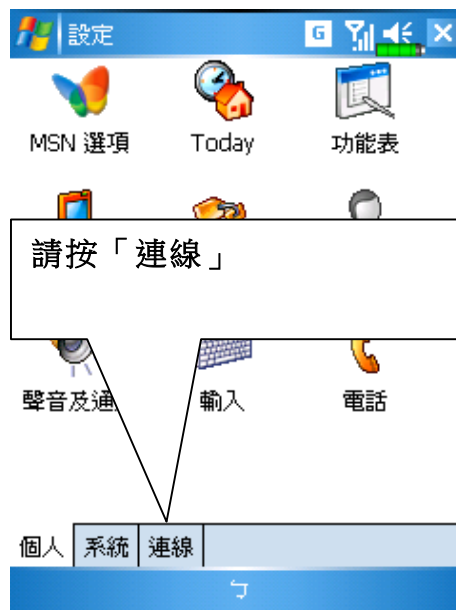 設定
G
MSN 選項
Today
功能表
請按「連線」
聲音及通
輸入
電話
個人 系統 連線
ㄅ